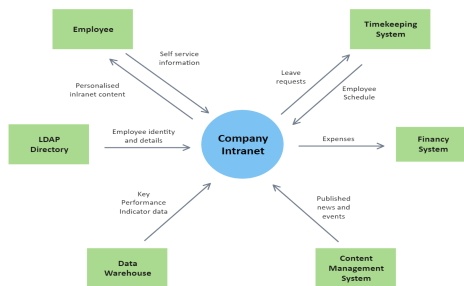 Employee
Timekeeping
System
Self service
information
Personalised
inlranet content
Leave
requests
Employee
Schedule
LDAP
Directory
Employee identity
and details
Company
Intranet
Expenses
Financy
System
Key
Performance
Indicator data
Published
news and
events
Data
Warehouse
Content
Management
System